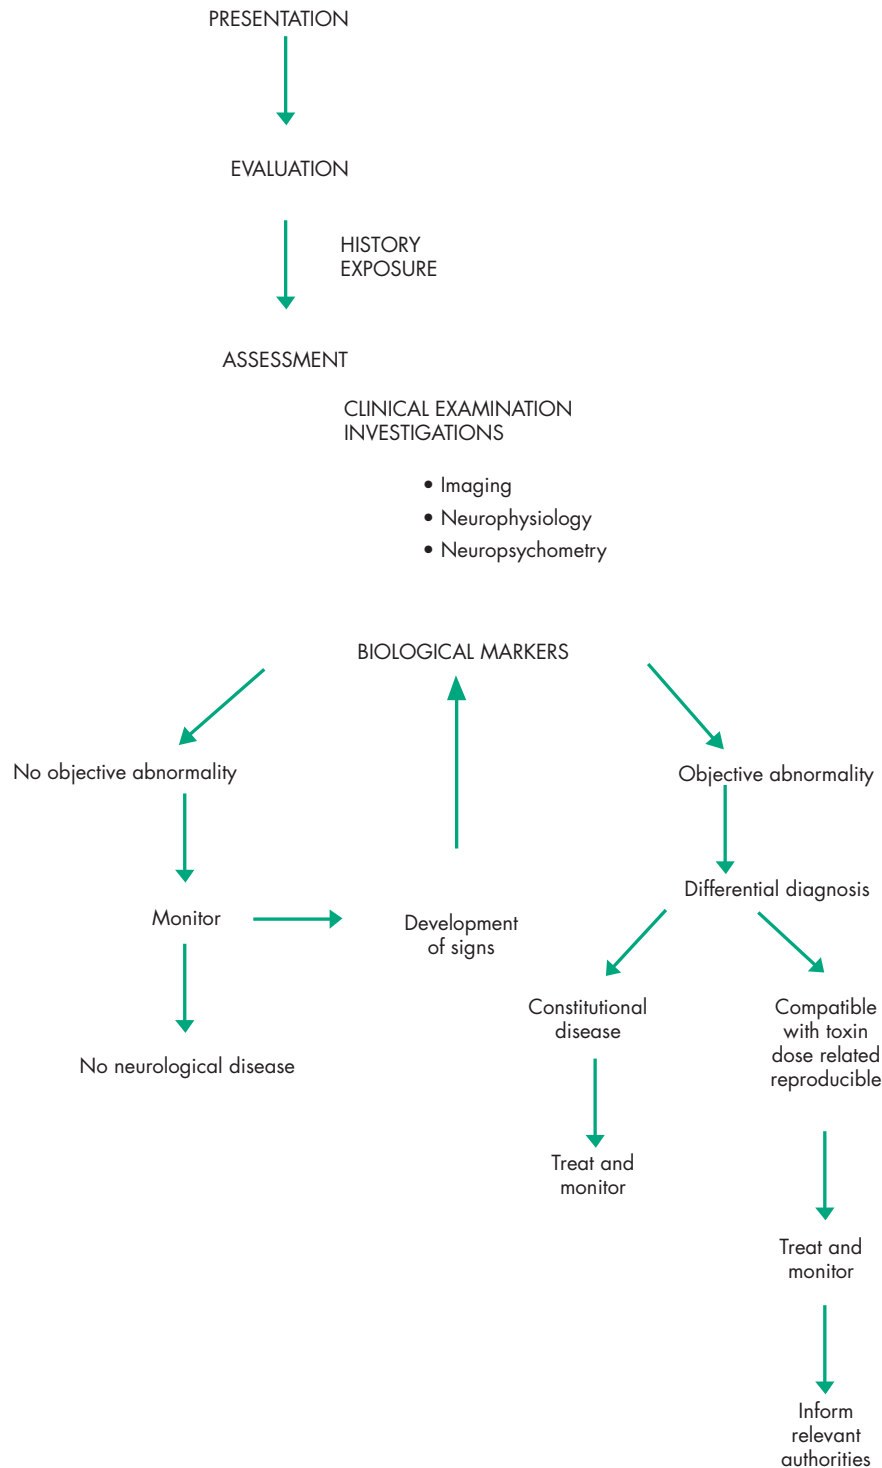 PRESENTATION
EVALUATION
HISTORY
EXPOSURE
ASSESSMENT
CLINICAL EXAMINATION
INVESTIGATIONS
• Imaging
• Neurophysiology
• Neuropsychometry
BIOLOGICAL MARKERS
No objective abnormality
Objective abnormality
Monitor
Development
of signs
Differential diagnosis
No neurological disease
Constitutional
disease
Compatible
with toxin
dose related
reproducible
Treat and
monitor
Treat and
monitor
Inform
relevant
authorities